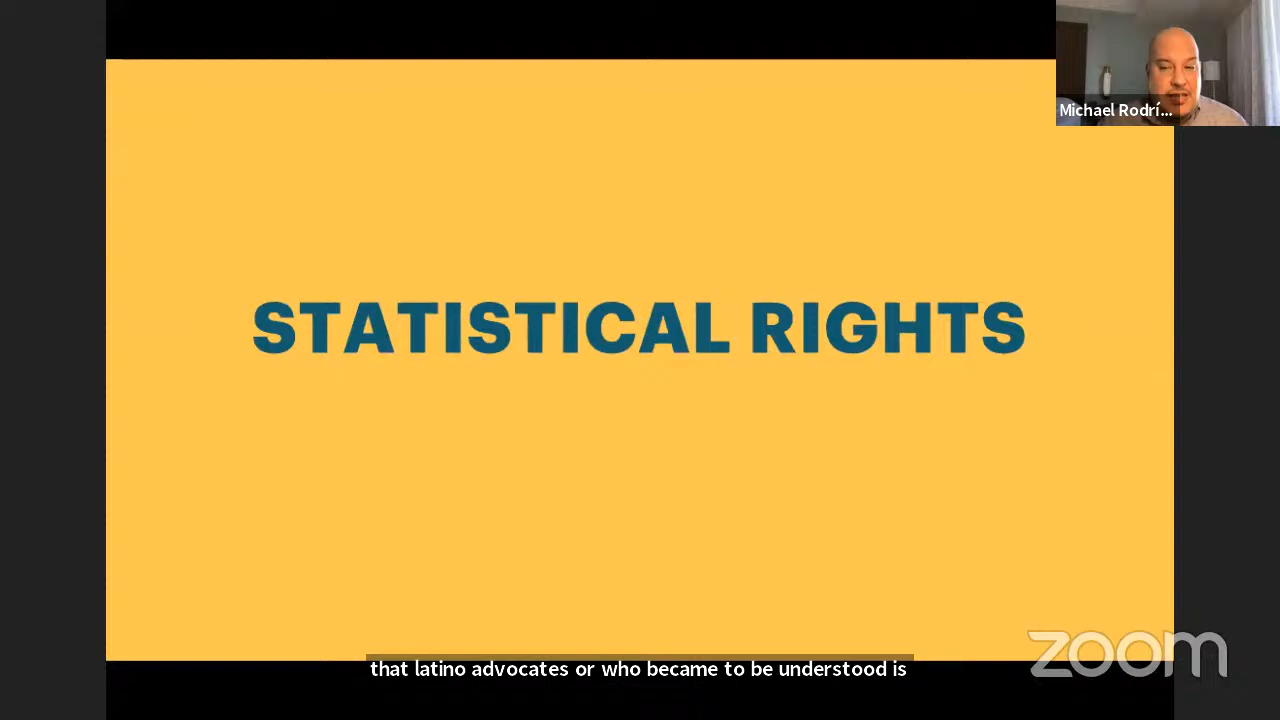 Michael Rodrí...
STATISTICAL RIGHTS
zoom
that latino advocates or who became to be understood is